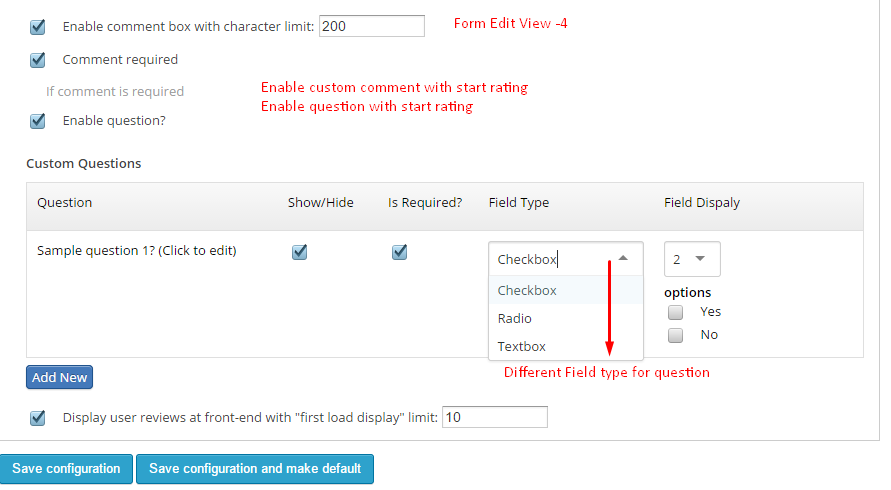 Enable comment box with character limit: 200
Form Edit View -4
Comment required
If comment is required
Enable custom comment with start rating
Enable question with start rating
Enable question?
Custom Questions
Question Show/Hide Is Required? Field Type Field Dispaly
Sample question 1? (Click to edit) Checkbox 2
Checkbox
Radio
Textbox
options
Yes
No
Different Field type for question
Add New
Display user reviews at front-end with "first load display" limit: 10
Save configuration Save configuration and make default